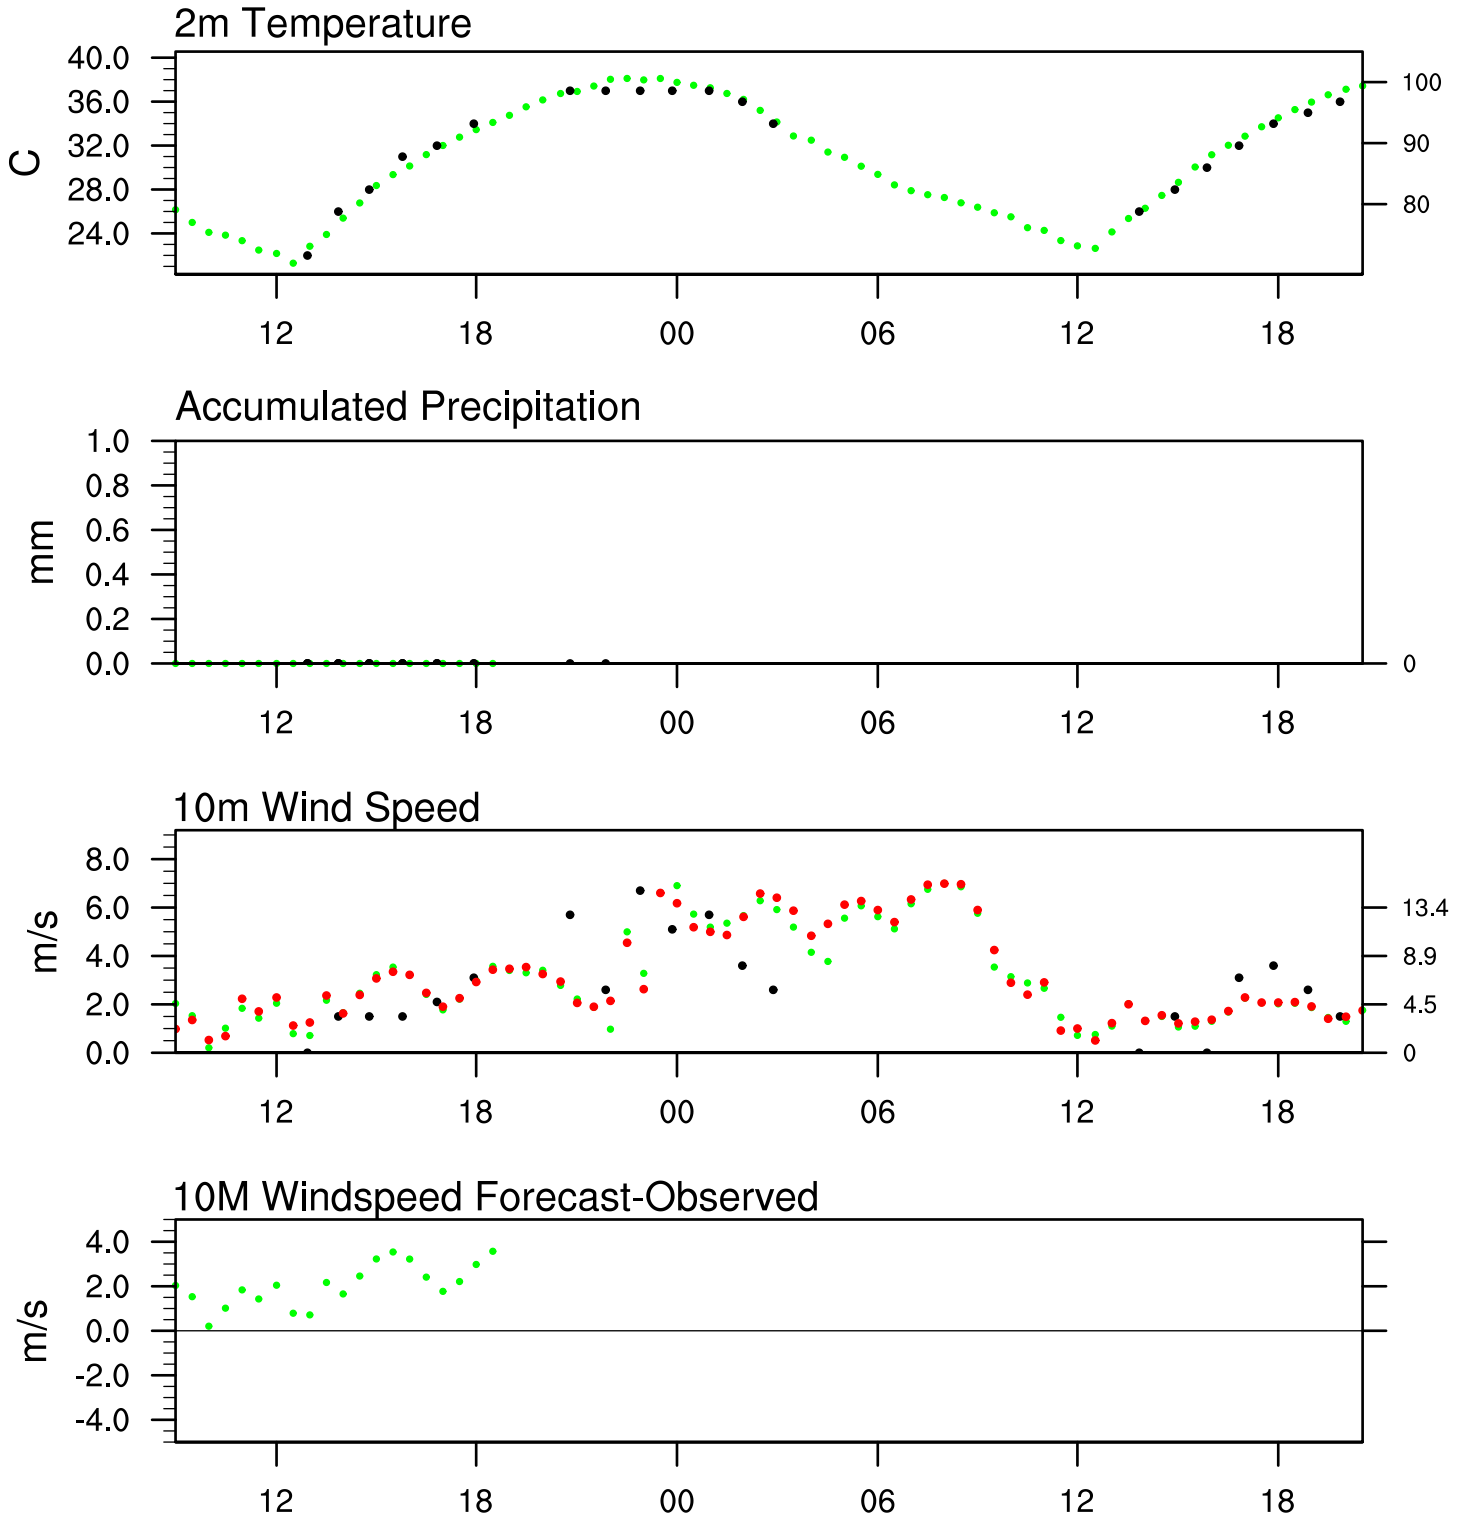 2m Temperature
40.0
36.0
32.0
28.0
24.0
C
100
90
80
12 18 00 06 12 18
Accumulated Precipitation
1.0
0.8
0.6
0.4
0.2
0.0
mm
0
12 18 00 06 12 18
10m Wind Speed
8.0
6.0
4.0
2.0
0.0
m/s
13.4
8.9
4.5
0
12 18 00 06 12 18
10M Windspeed Forecast-Observed
4.0
2.0
0.0
-2.0
-4.0
m/s
12 18 00 06 12 18